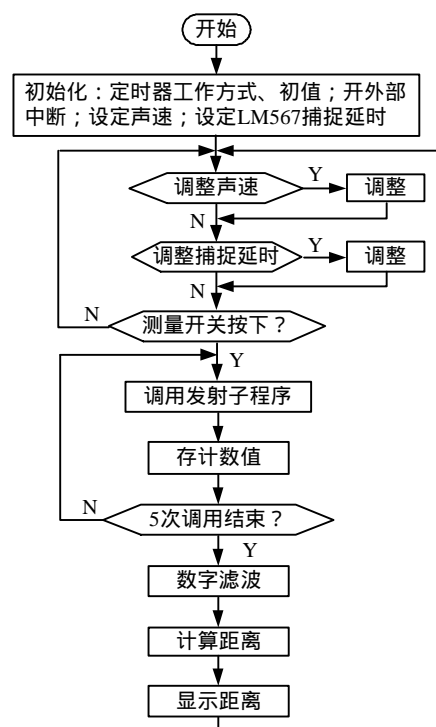 开始
初始化：定时器工作方式、初值；开外部
中断；设定声速；设定LM567捕捉延时
调整声速
Y
调整
N
调整捕捉延时
Y
调整
N
测量开关按下？
N
Y
调用发射子程序
存计数值
5次调用结束？
N
Y
数字滤波
计算距离
显示距离